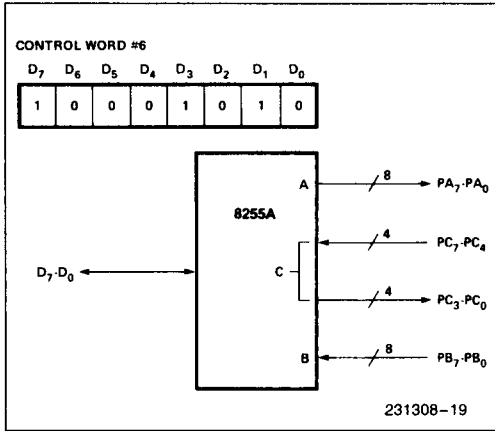 CONTROL WORD #6
D7 D6 D5 D4 D3 D2 D1 D0
1 0 0 0 1 0 1 0
8255A
A
8
PA7-PA0
4
PC7-PC4
D7-D0
C
4
PC3-PC0
B
8
PB7-PB0
231308-19